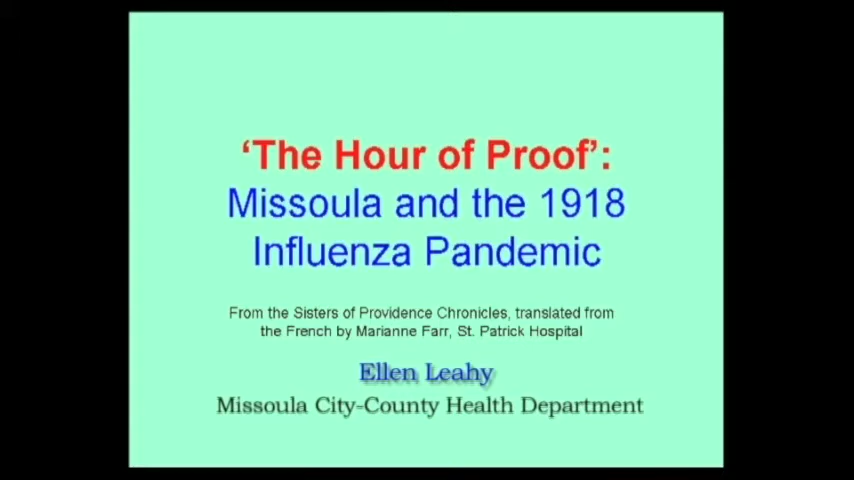 ‘The Hour of Proof’:
Missoula and the 1918
Influenza Pandemic
From the Sisters of Providence Chronicles, translated from
the French by Marianne Farr, St. Patrick Hospital
Ellen Leahy
Missoula City-County Health Department